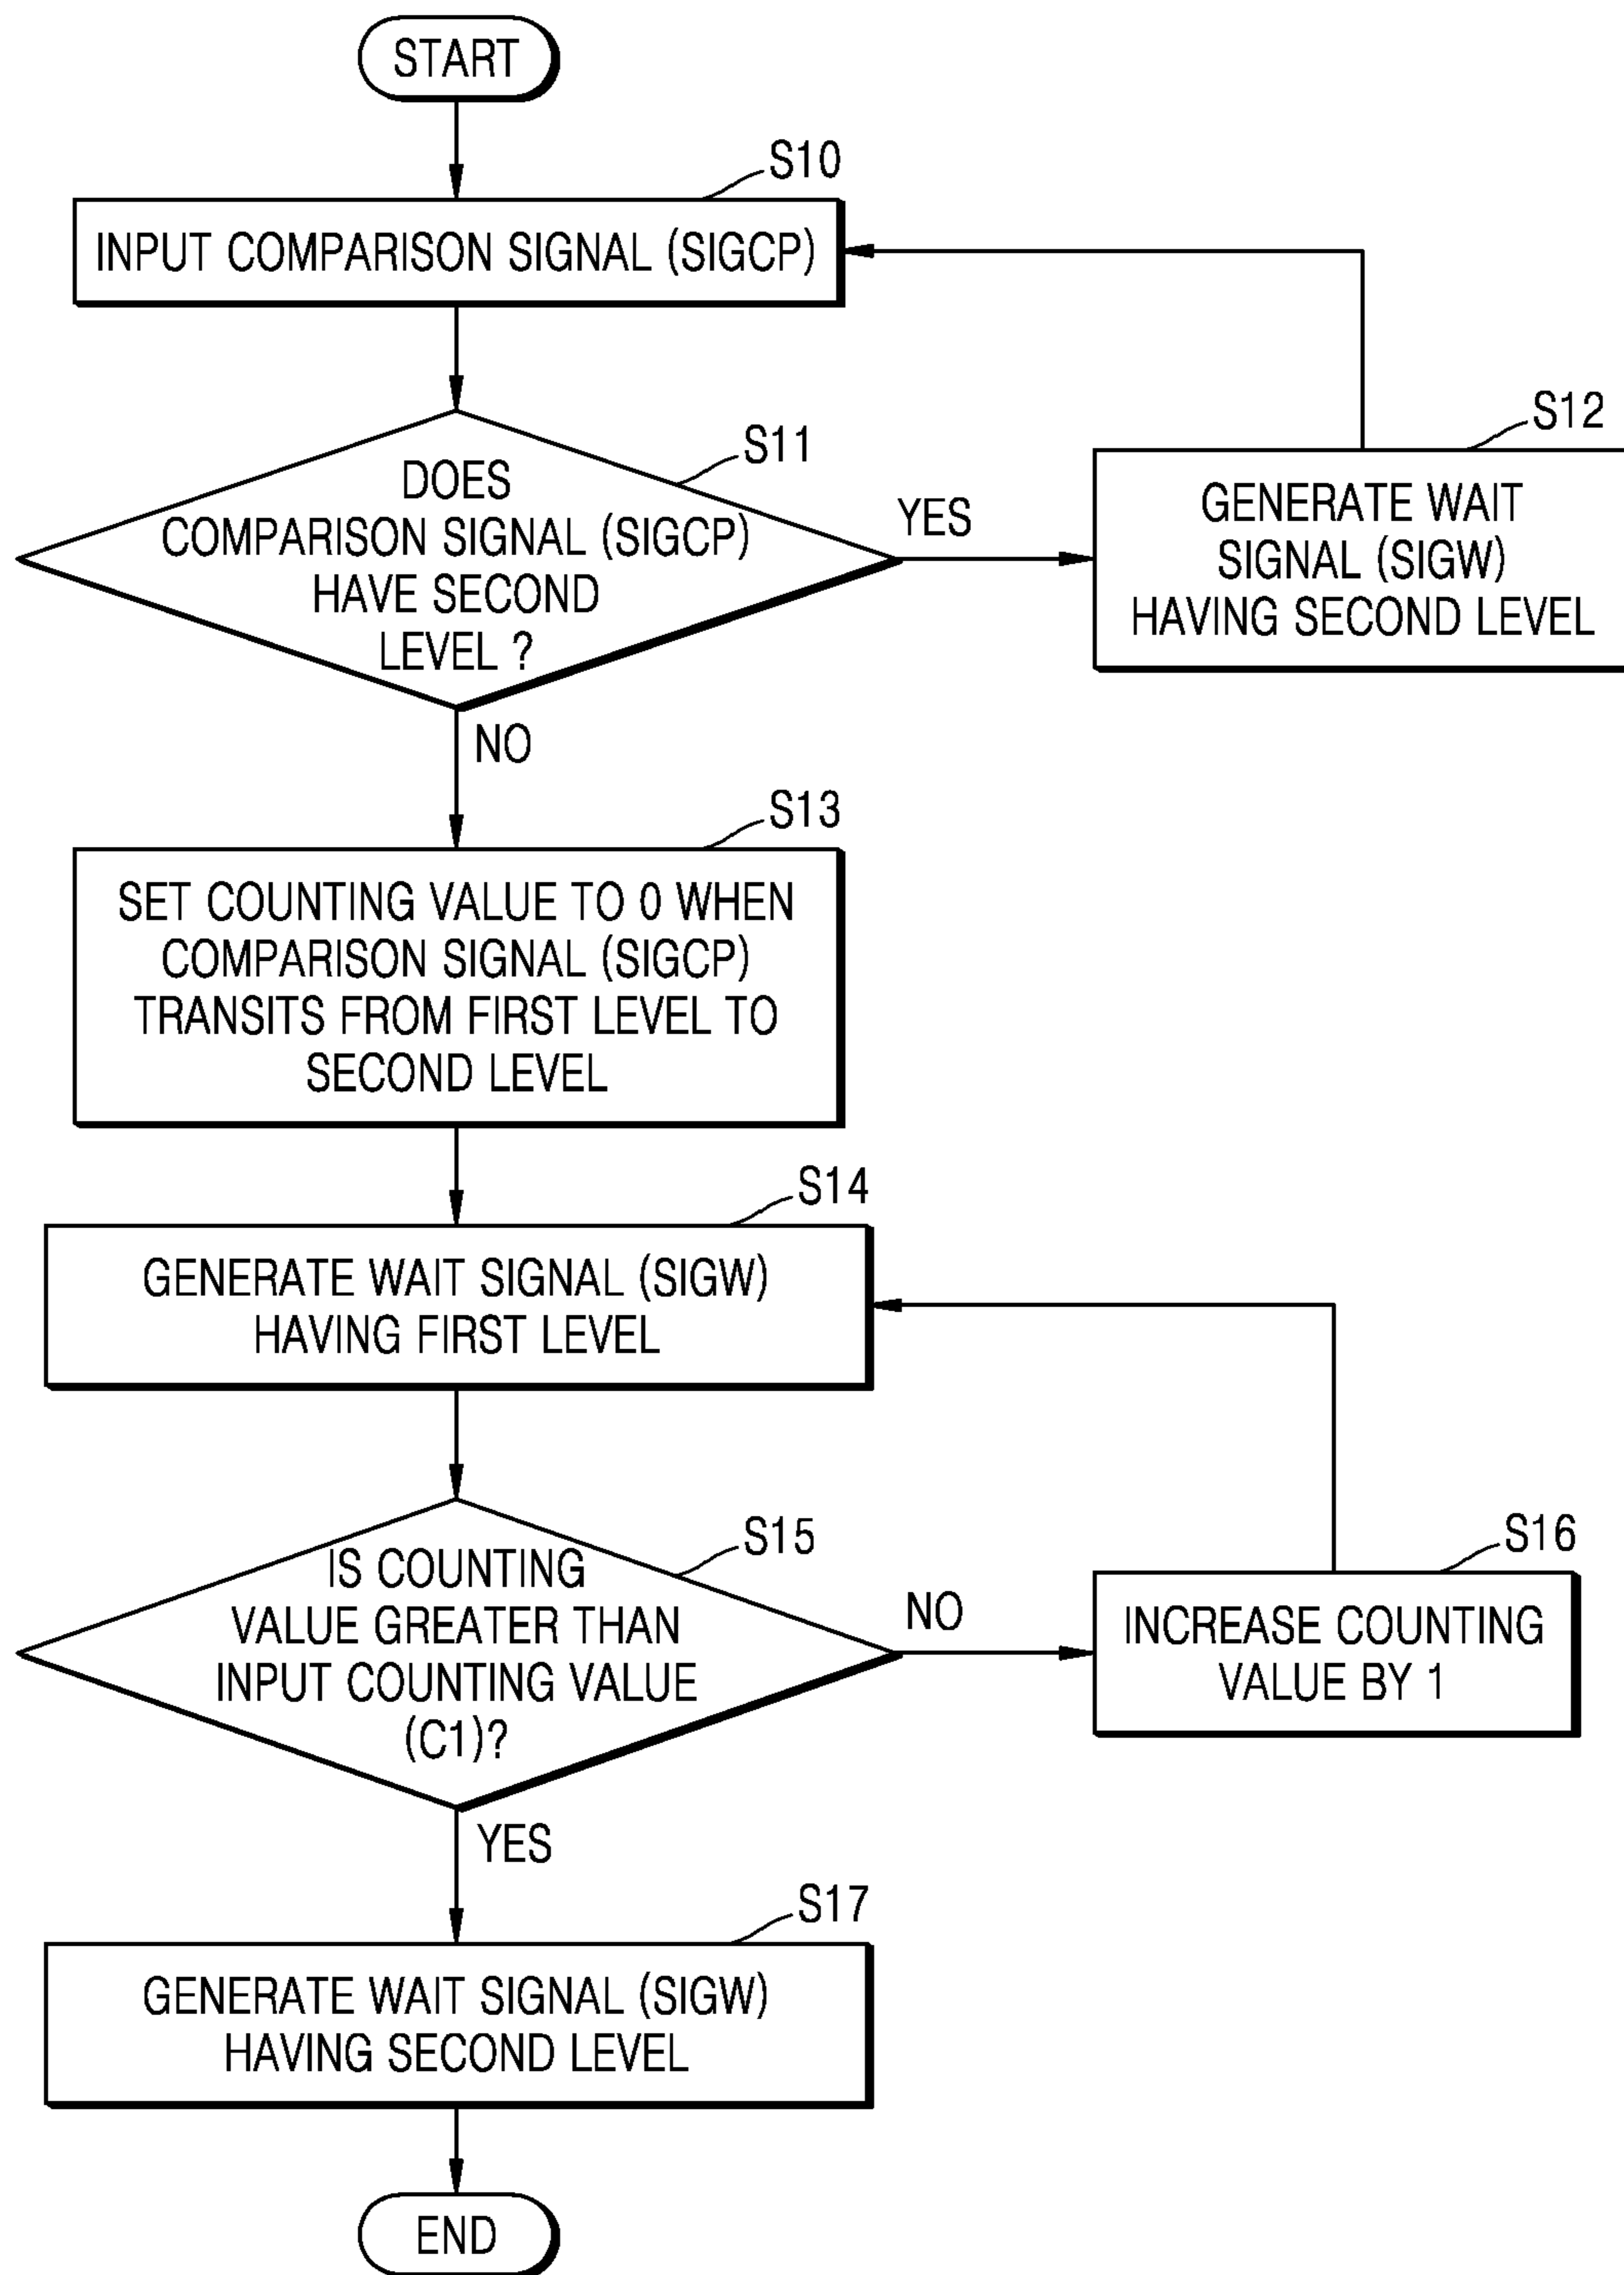 START
S10
INPUT COMPARISON SIGNAL (SIGCP)
S11
DOES
COMPARISON SIGNAL (SIGCP)
HAVE SECOND
LEVEL ?
YES
S12
GENERATE WAIT
SIGNAL (SIGW)
HAVING SECOND LEVEL
NO
S13
SET COUNTING VALUE TO 0 WHEN
COMPARISON SIGNAL (SIGCP)
TRANSITS FROM FIRST LEVEL TO
SECOND LEVEL
S14
GENERATE WAIT SIGNAL (SIGW)
HAVING FIRST LEVEL
S15
IS COUNTING
VALUE GREATER THAN
INPUT COUNTING VALUE
(C1)?
NO
S16
INCREASE COUNTING
VALUE BY 1
YES
S17
GENERATE WAIT SIGNAL (SIGW)
HAVING SECOND LEVEL
END